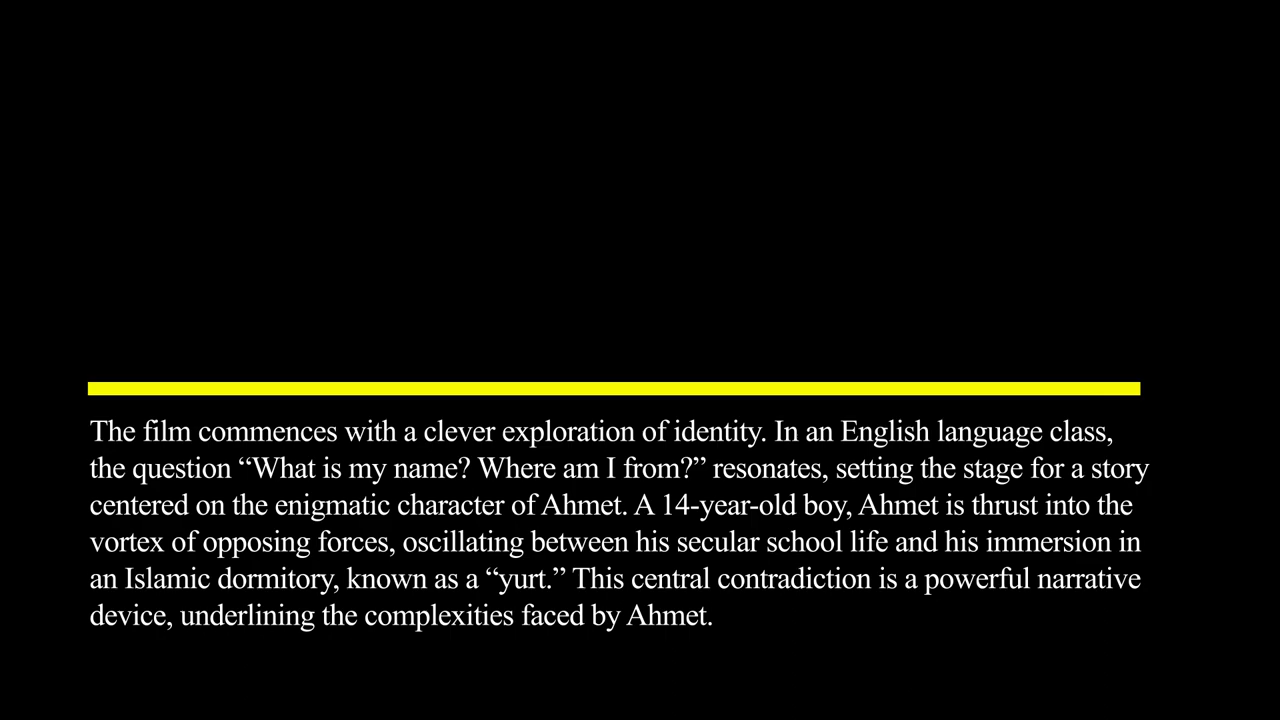 The film commences with a clever exploration of identity. In an English language class,
the question “What is my name? Where am I from?” resonates, setting the stage for a story
centered on the enigmatic character of Ahmet. A 14-year-old boy, Ahmet is thrust into the
vortex of opposing forces, oscillating between his secular school life and his immersion in
an Islamic dormitory, known as a “yurt.” This central contradiction is a powerful narrative
device, underlining the complexities faced by Ahmet.